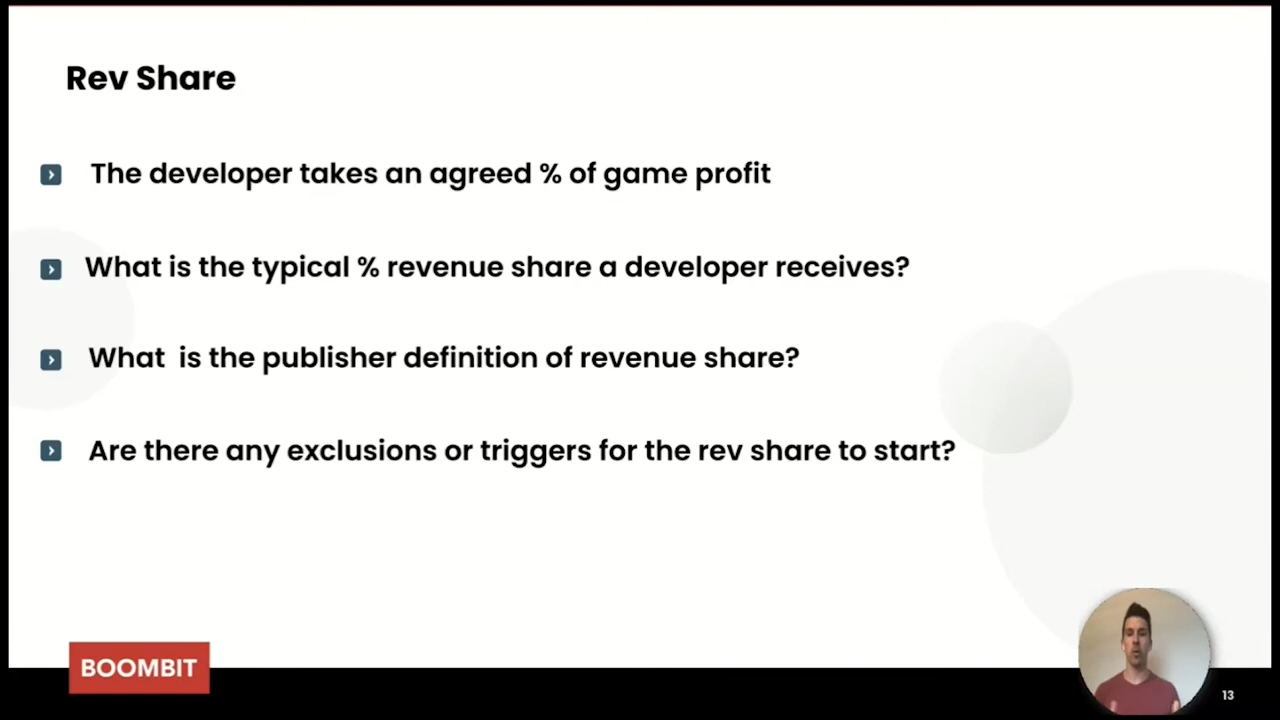 Rev Share
The developer takes an agreed % of game profit
What is the typical % revenue share a developer receives?
What is the publisher definition of revenue share?
Are there any exclusions or triggers for the rev share to start?
BOOMBIT
13